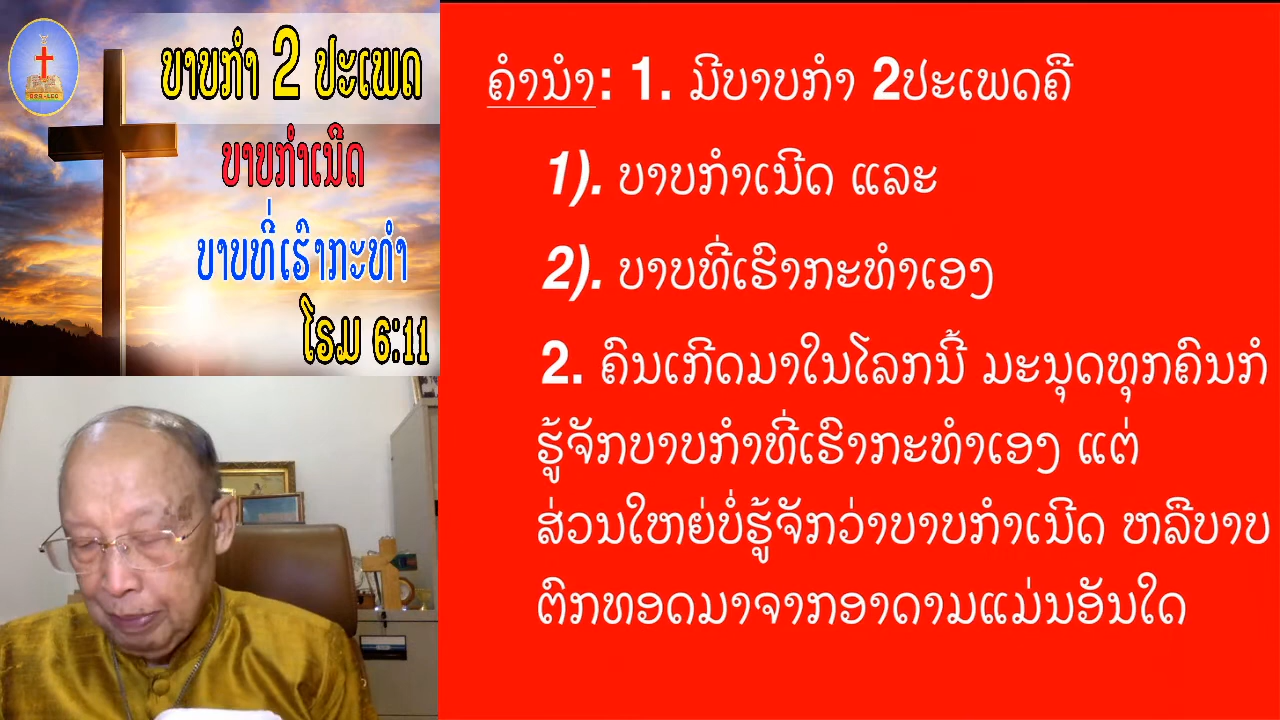 ບາບກຳ 2 ປະເພດ
ບາບກຳເນີດ
ບາບທີ່ເຮົາກະທຳ
ໂຣມ 6:11
ຄຳນຳ: 1. ມີບາບກຳ 2ປະເພດຄື
1). ບາບກຳເນີດ ແລະ
2). ບາບທີ່ເຮົາກະທຳເອງ
2. ຄົນເກີດມາໃນໂລກນີ້ ມະນຸດທຸກຄົນກໍ
ຮູ້ຈັກບາບກຳທີ່ເຮົາກະທຳເອງ ແຕ່
ສ່ວນໃຫຍ່ບໍ່ຮູ້ຈັກວ່າບາບກຳເນີດ ຫລືບາບ
ຕົກທອດມາຈາກອາດາມແມ່ນອັນໃດ